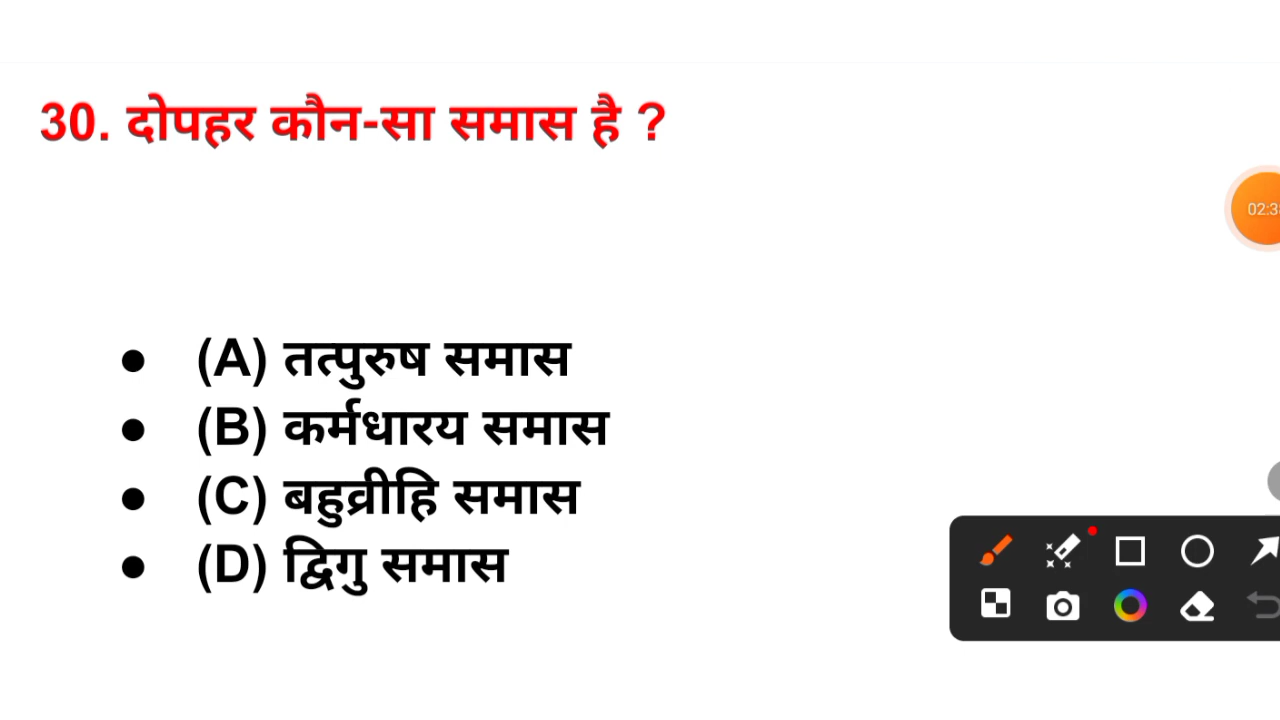 30. दोपहर कौन-सा समास है ?
● (A) तत्पुरुष समास
● (B) कर्मधारय समास
● (C) बहुव्रीहि समास
● (D) द्विगु समास